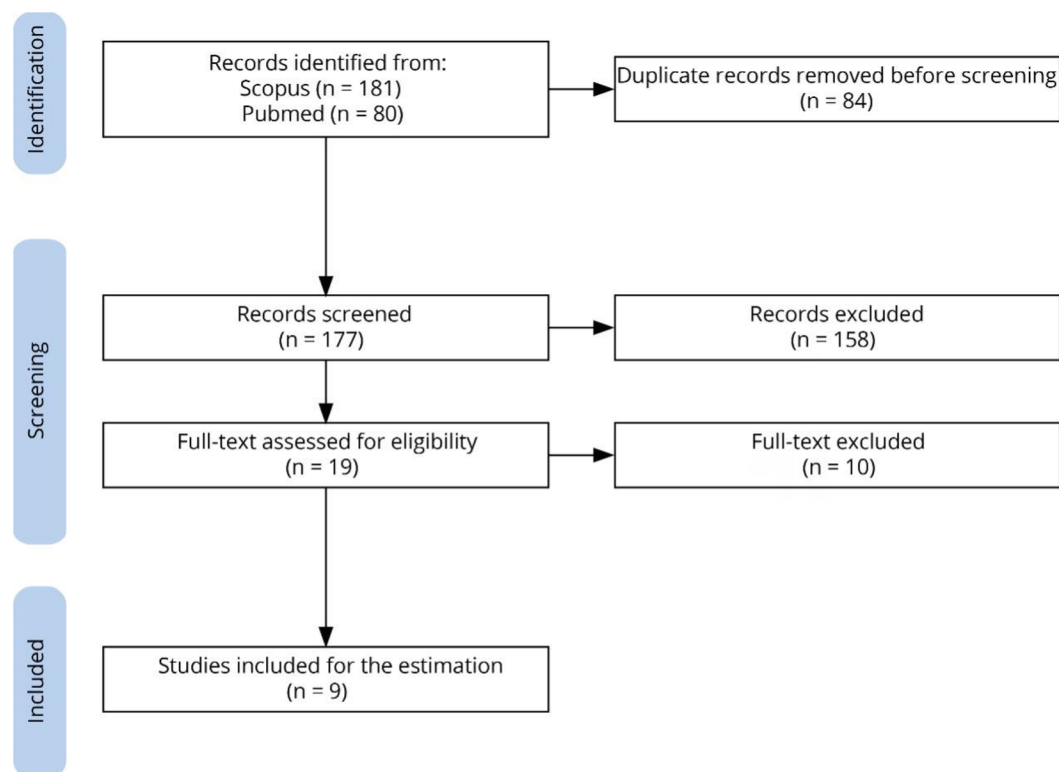 Identification
Records identified from:
Scopus (n = 181)
Pubmed (n = 80)
Duplicate records removed before screening
(n = 84)
Screening
Records screened
(n = 177)
Records excluded
(n = 158)
Full-text assessed for eligibility
(n = 19)
Full-text excluded
(n = 10)
Included
Studies included for the estimation
(n = 9)